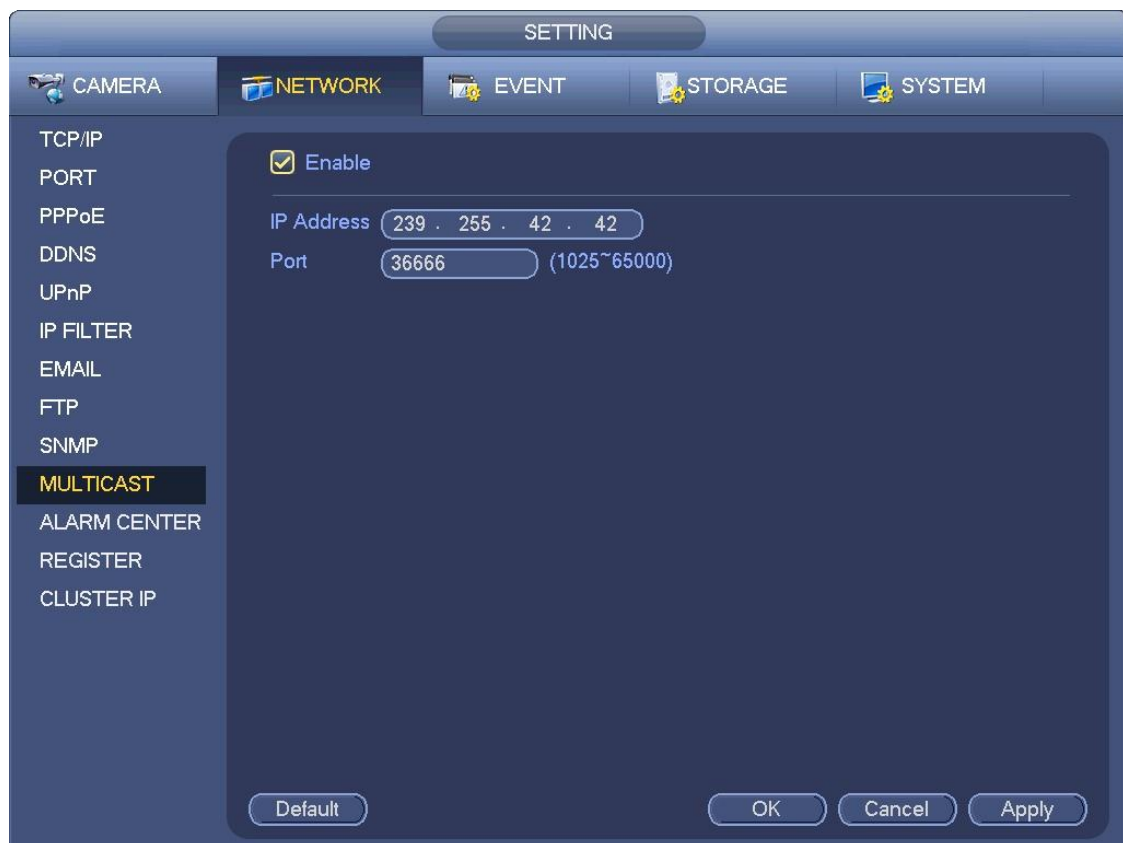 SETTING
CAMERA NETWORK EVENT STORAGE SYSTEM
TCP/IP
PORT
PPPoE
DDNS
UPnP
IP FILTER
EMAIL
FTP
SNMP
MULTICAST
ALARM CENTER
REGISTER
CLUSTER IP
Enable
IP Address 239 . 255 . 42 . 42
Port 36666 (1025~65000)
Default OK Cancel Apply